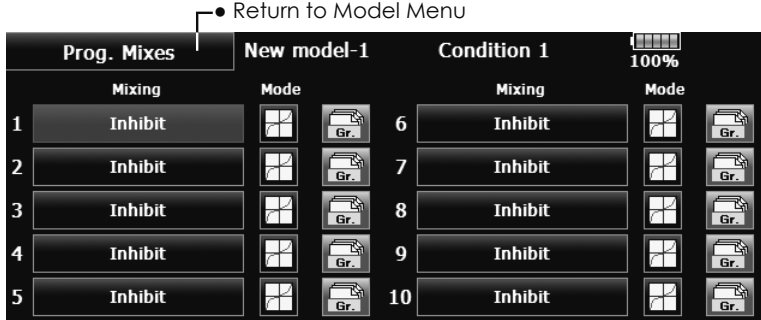 Return to Model Menu
Prog. Mixes New model-1 Condition 1 100%
Mixing Mode Mixing Mode
1 Inhibit Gr. 6 Inhibit Gr.
2 Inhibit Gr. 7 Inhibit Gr.
3 Inhibit Gr. 8 Inhibit Gr.
4 Inhibit Gr. 9 Inhibit Gr.
5 Inhibit Gr. 10 Inhibit Gr.